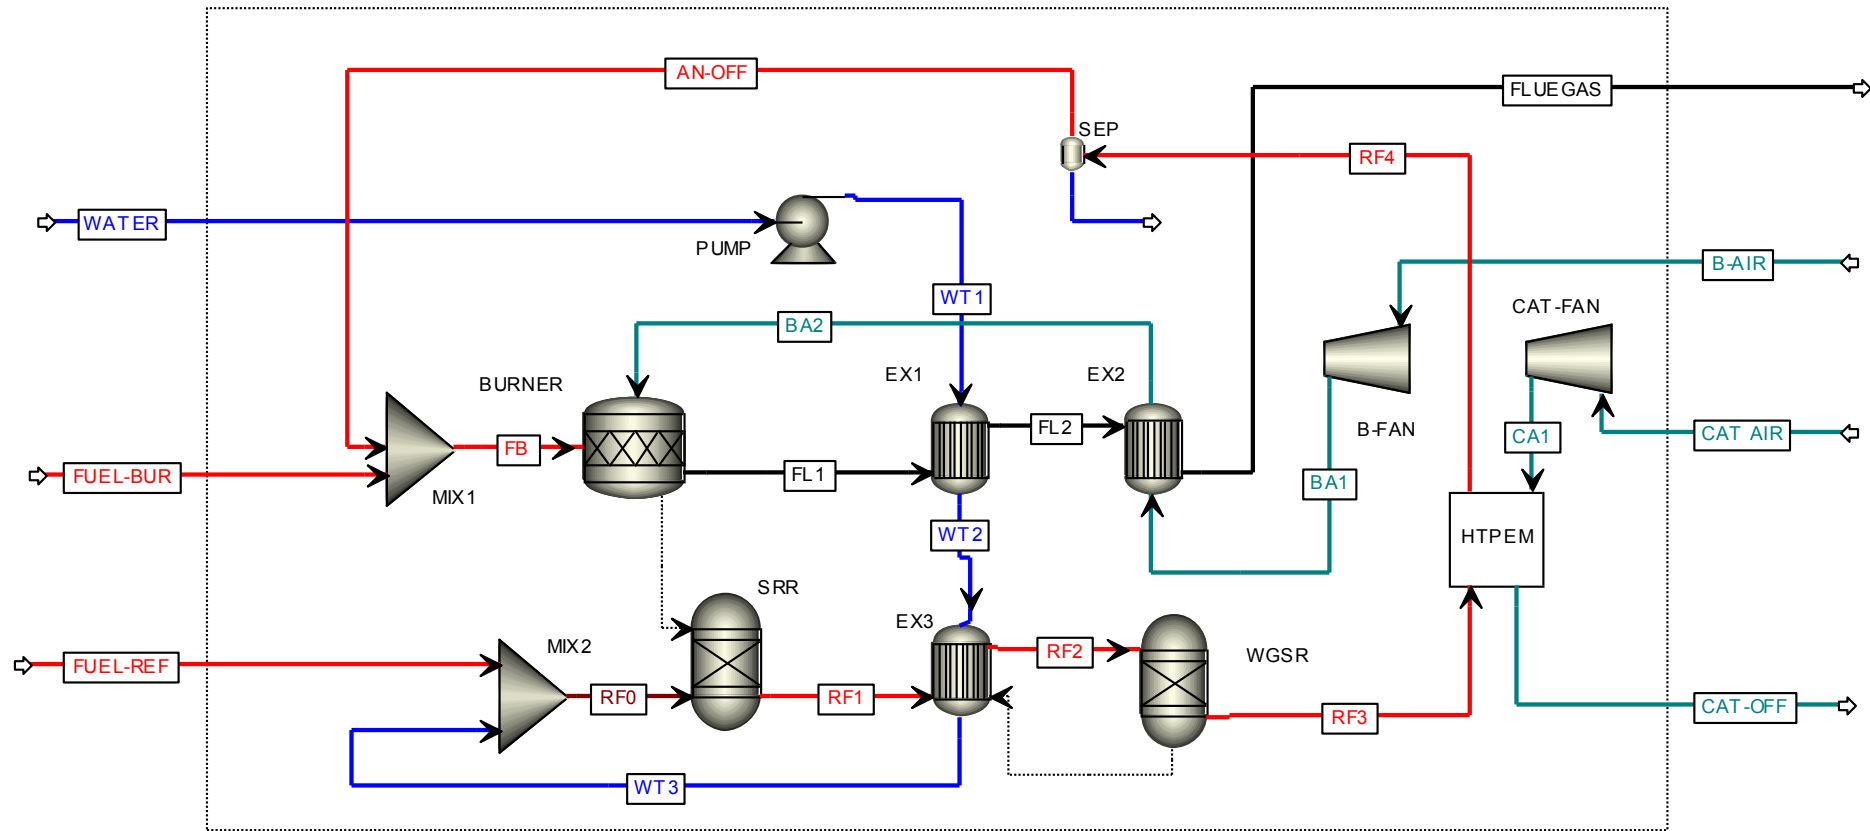 AN-OFF
FLUEGAS
SEP
RF4
WATER
PUMP
B-AIR
WT1
CAT-FAN
BA2
EX1
EX2
BURNER
B-FAN
CAT AIR
FL2
CA1
FB
FUEL-BUR
FL1
BA1
MIX1
WT2
HTPEM
SRR
EX3
MIX2
RF2
WGSR
FUEL-REF
RF0
RF1
RF3
CAT-OFF
WT3